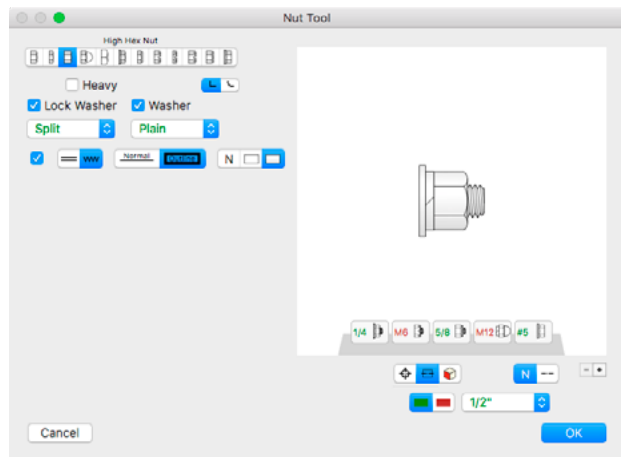 Nut Tool
High Hex Nut
Heavy
Lock Washer Washer
Split Plain
Normal Outline N
1/4 M6 5/8 M12 #5
N
1/2"
Cancel OK